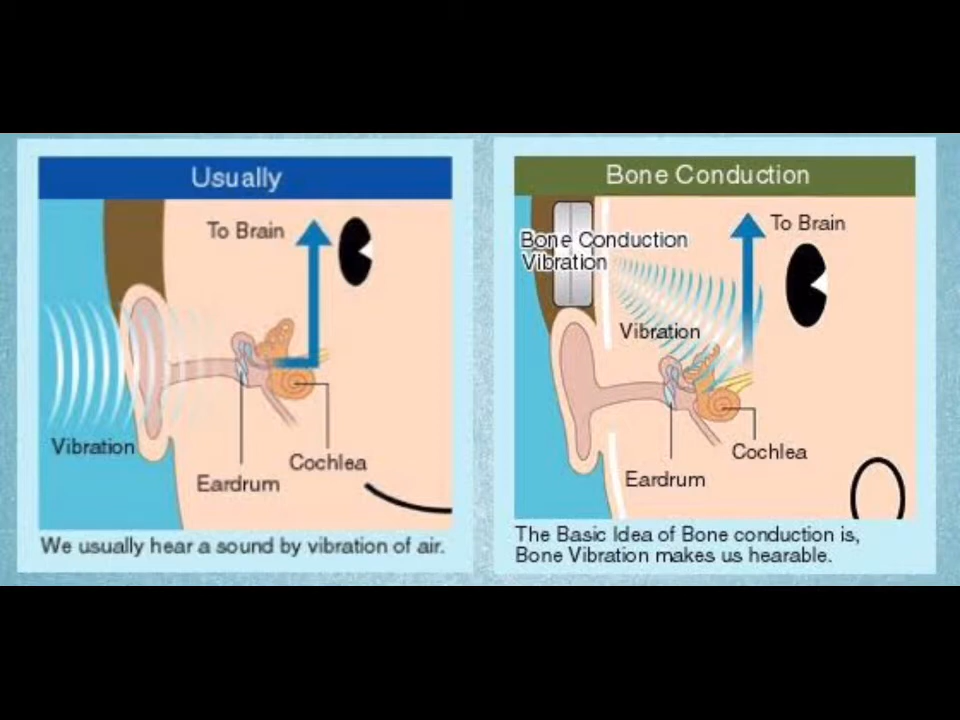 Usually
To Brain
Vibration
Eardrum
Cochlea
We usually hear a sound by vibration of air.
Bone Conduction
To Brain
Bone Conduction
Vibration
Vibration
Cochlea
Eardrum
The Basic Idea of Bone conduction is,
Bone Vibration makes us hearable.